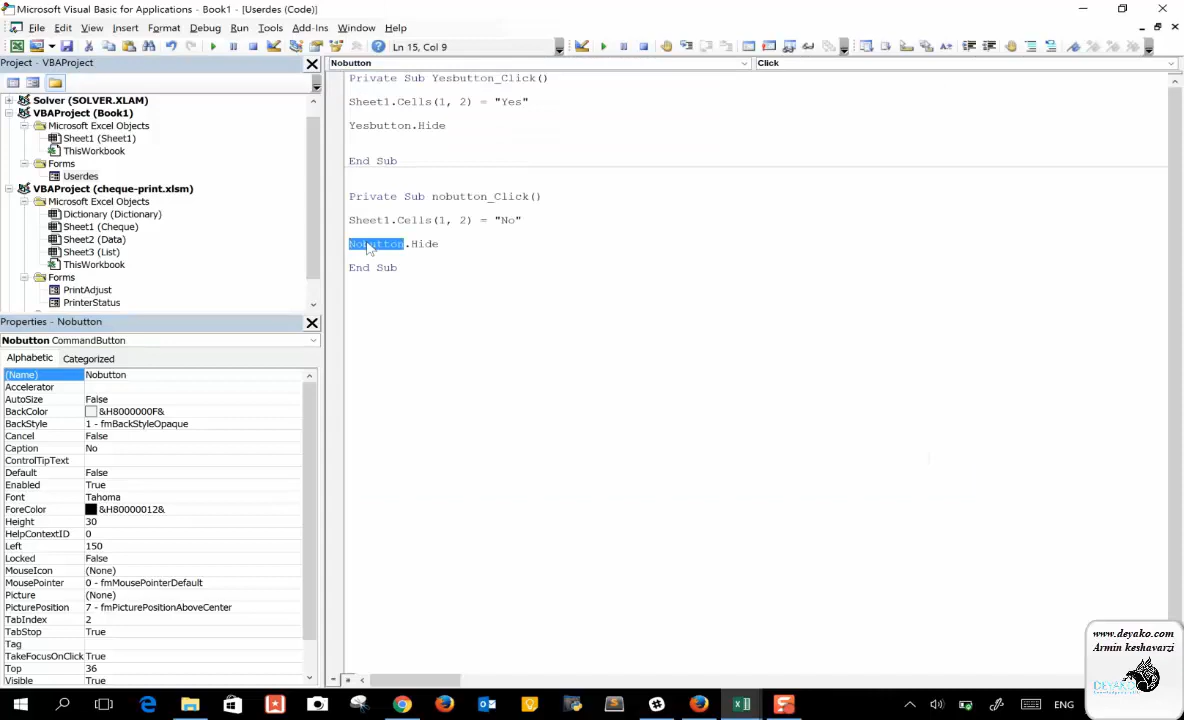 Microsoft Visual Basic for Applications - Book1 - [Userdes (Code)]
File Edit View Insert Format Debug Run Tools Add-Ins Window Help
Ln 15, Col 9
Project - VBAProject
Nobutton Click
Solver (SOLVER.XLAM)
VBAProject (Book1)
Microsoft Excel Objects
Sheet1 (Sheet1)
ThisWorkbook
Forms
Userdes
VBAProject (cheque-print.xlsm)
Microsoft Excel Objects
Dictionary (Dictionary)
Sheet1 (Cheque)
Sheet2 (Data)
Sheet3 (List)
ThisWorkbook
Forms
PrintAdjust
PrinterStatus
Private Sub Yesbutton_Click()
Sheet1.Cells(1, 2) = "Yes"
Yesbutton.Hide
End Sub
Private Sub nobutton_Click()
Sheet1.Cells(1, 2) = "No"
Nobutton.Hide
End Sub
Properties - Nobutton
Nobutton CommandButton
Alphabetic Categorized
(Name) Nobutton
Accelerator
AutoSize False
BackColor &H8000000F&
BackStyle 1 - fmBackStyleOpaque
Cancel False
Caption No
ControlTipText
Default False
Enabled True
Font Tahoma
ForeColor &H80000012&
Height 30
HelpContextID 0
Left 150
Locked False
MouseIcon (None)
MousePointer 0 - fmMousePointerDefault
Picture (None)
PicturePosition 7 - fmPicturePositionAboveCenter
TabIndex 2
TabStop True
Tag
TakeFocusOnClick True
Top 36
Visible True
www.deyako.com
Armin keshavarzi
DEYAKO
ENG